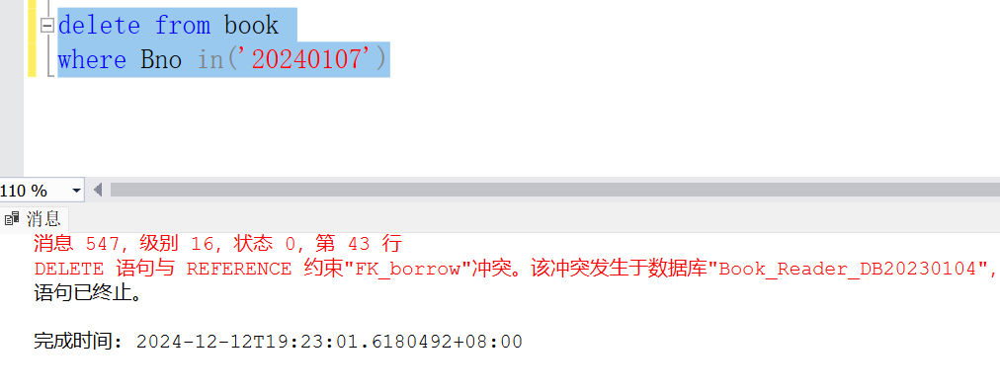 delete from book
where Bno in('20240107')
110 %
消息
消息 547，级别 16，状态 0，第 43 行
DELETE 语句与 REFERENCE 约束"FK_borrow"冲突。该冲突发生于数据库"Book_Reader_DB20230104"，
语句已终止。
完成时间: 2024-12-12T19:23:01.6180492+08:00